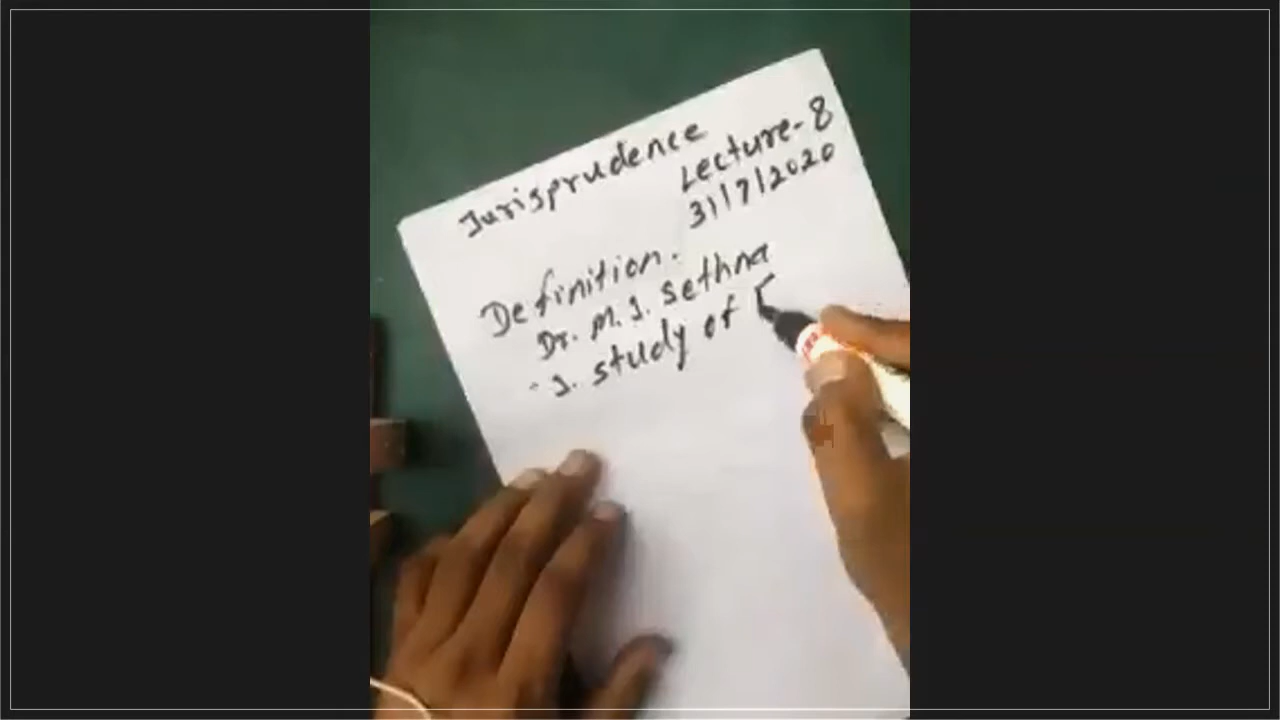 Jurisprudence
Lecture-8
31/7/2020
Definition.
Dr. M. J. Sethna
J. study of